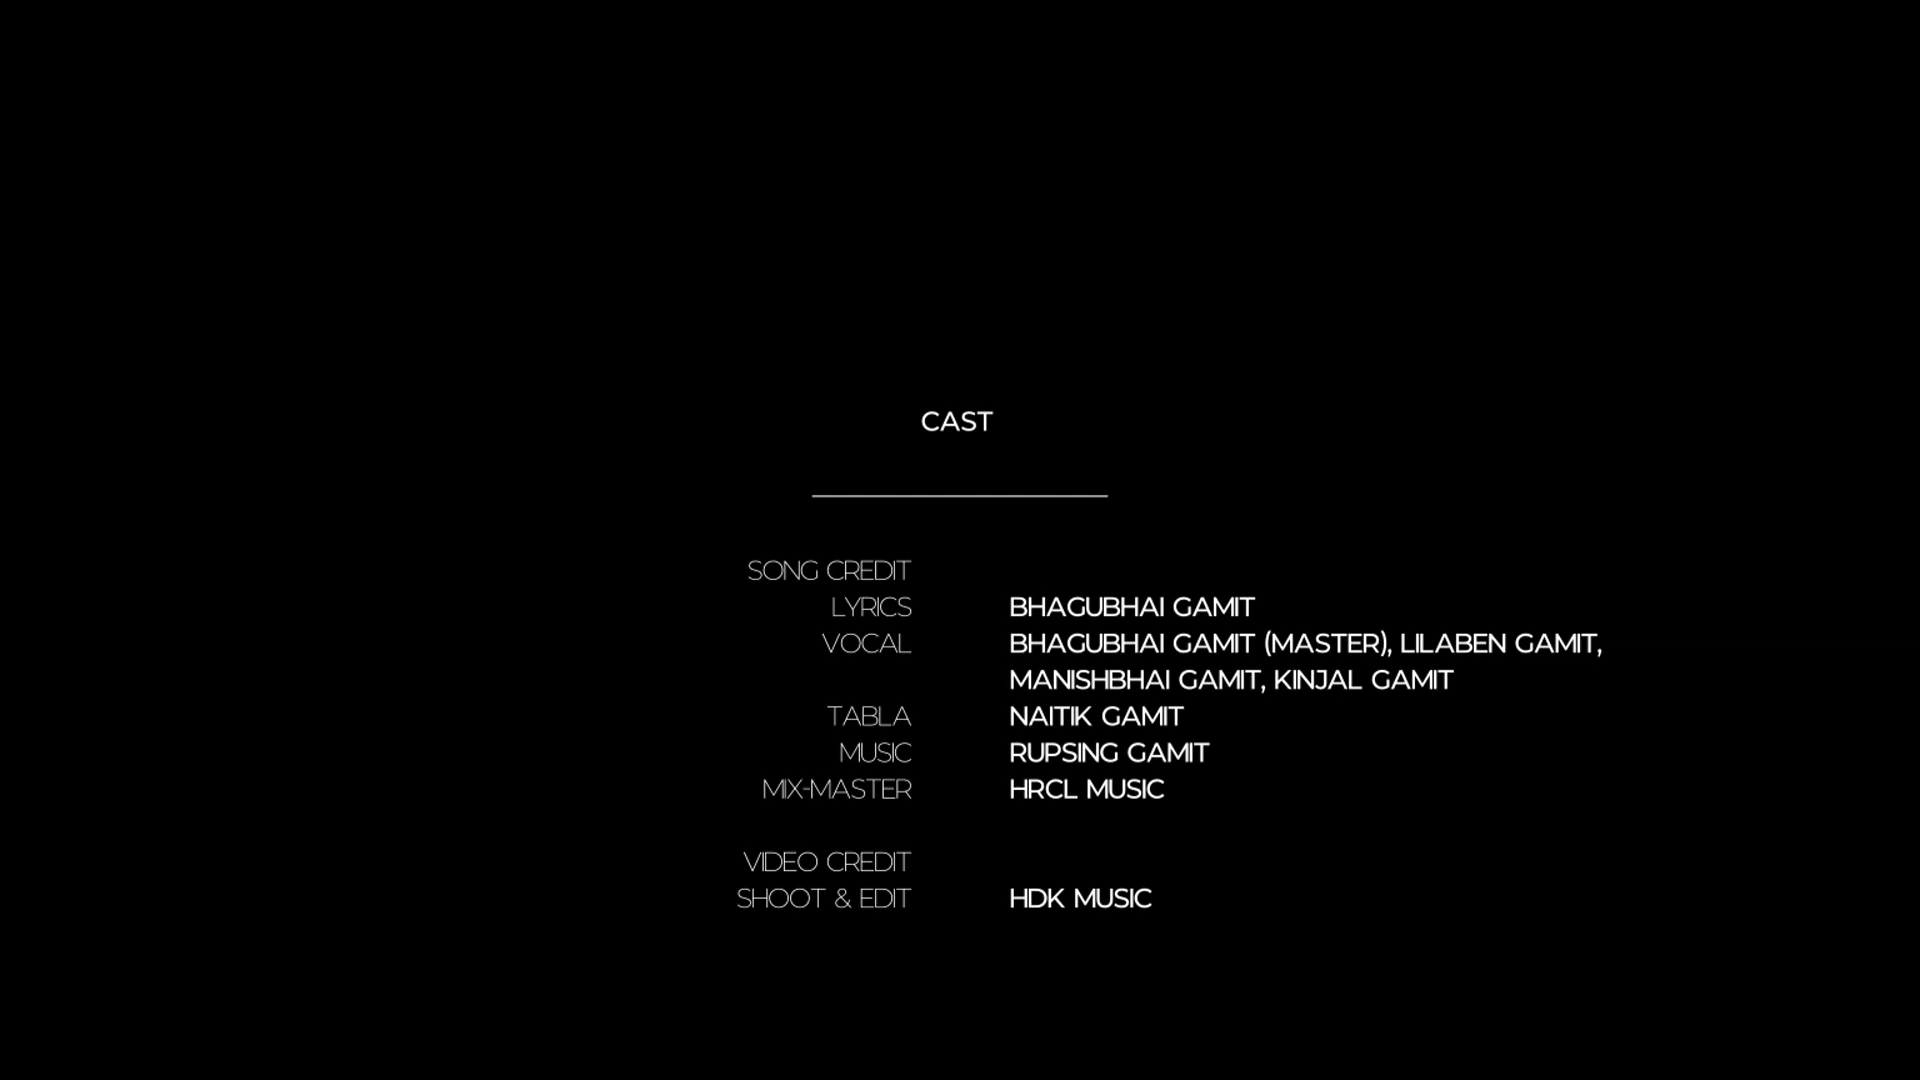 CAST
SONG CREDIT
LYRICS BHAGUBHAI GAMIT
VOCAL BHAGUBHAI GAMIT (MASTER), LILABEN GAMIT,
MANISHBHAI GAMIT, KINJAL GAMIT
TABLA NAITIK GAMIT
MUSIC RUPSING GAMIT
MIX-MASTER HRCL MUSIC
VIDEO CREDIT
SHOOT & EDIT HDK MUSIC